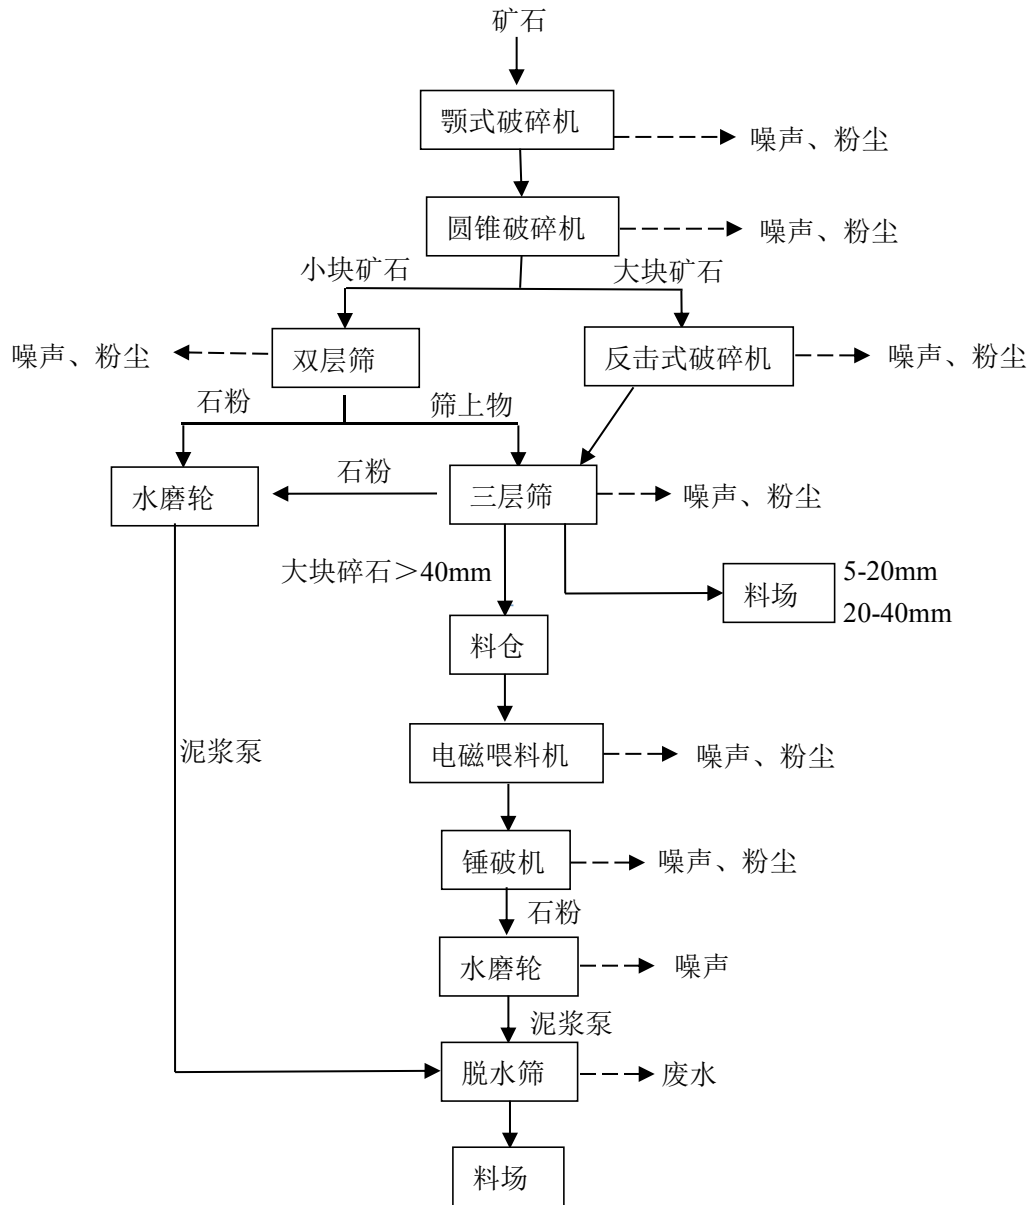 矿石
颚式破碎机
噪声、粉尘
圆锥破碎机
噪声、粉尘
小块矿石
大块矿石
噪声、粉尘
双层筛
反击式破碎机
噪声、粉尘
石粉
筛上物
水磨轮
石粉
三层筛
噪声、粉尘
大块碎石＞40mm
料场
5-20mm
20-40mm
料仓
泥浆泵
电磁喂料机
噪声、粉尘
锤破机
噪声、粉尘
石粉
水磨轮
噪声
泥浆泵
脱水筛
废水
料场